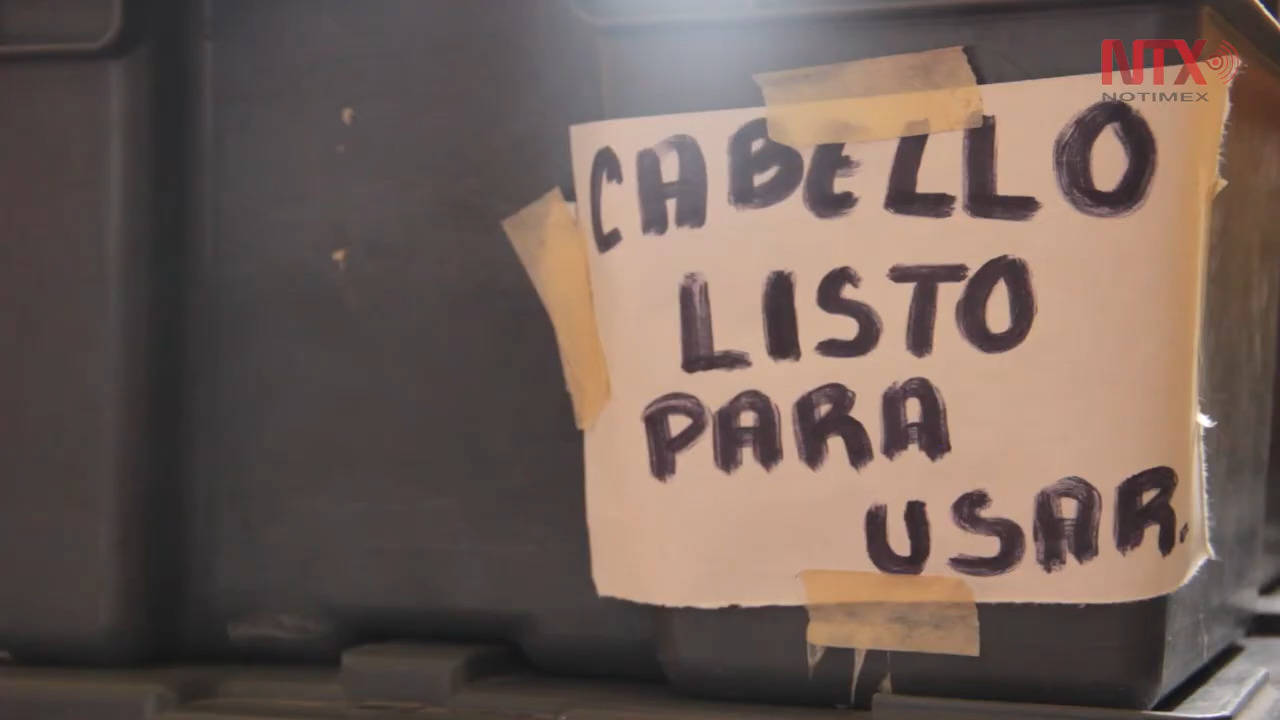 NTX
NOTIMEX
CABELLO
LISTO
PARA
USAR.